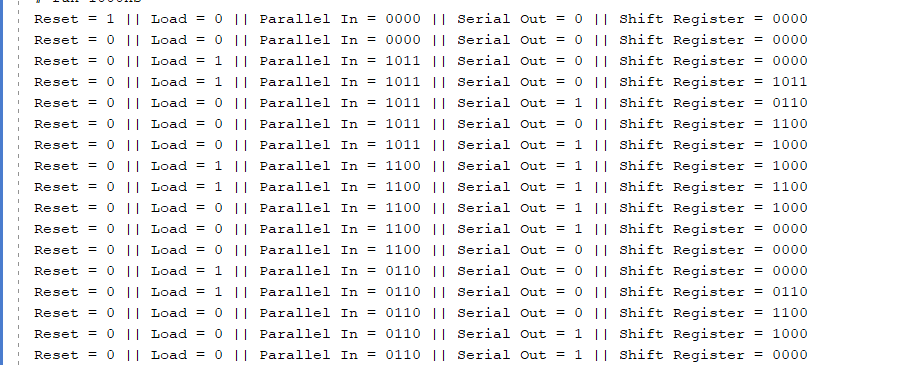 Reset = 1 || Load = 0 || Parallel In = 0000 || Serial Out = 0 || Shift Register = 0000
Reset = 0 || Load = 0 || Parallel In = 0000 || Serial Out = 0 || Shift Register = 0000
Reset = 0 || Load = 1 || Parallel In = 1011 || Serial Out = 0 || Shift Register = 0000
Reset = 0 || Load = 1 || Parallel In = 1011 || Serial Out = 0 || Shift Register = 1011
Reset = 0 || Load = 0 || Parallel In = 1011 || Serial Out = 1 || Shift Register = 0110
Reset = 0 || Load = 0 || Parallel In = 1011 || Serial Out = 0 || Shift Register = 1100
Reset = 0 || Load = 0 || Parallel In = 1011 || Serial Out = 1 || Shift Register = 1000
Reset = 0 || Load = 1 || Parallel In = 1100 || Serial Out = 1 || Shift Register = 1000
Reset = 0 || Load = 1 || Parallel In = 1100 || Serial Out = 1 || Shift Register = 1100
Reset = 0 || Load = 0 || Parallel In = 1100 || Serial Out = 1 || Shift Register = 1000
Reset = 0 || Load = 0 || Parallel In = 1100 || Serial Out = 1 || Shift Register = 0000
Reset = 0 || Load = 0 || Parallel In = 1100 || Serial Out = 0 || Shift Register = 0000
Reset = 0 || Load = 1 || Parallel In = 0110 || Serial Out = 0 || Shift Register = 0000
Reset = 0 || Load = 1 || Parallel In = 0110 || Serial Out = 0 || Shift Register = 0110
Reset = 0 || Load = 0 || Parallel In = 0110 || Serial Out = 0 || Shift Register = 1100
Reset = 0 || Load = 0 || Parallel In = 0110 || Serial Out = 1 || Shift Register = 1000
Reset = 0 || Load = 0 || Parallel In = 0110 || Serial Out = 1 || Shift Register = 0000